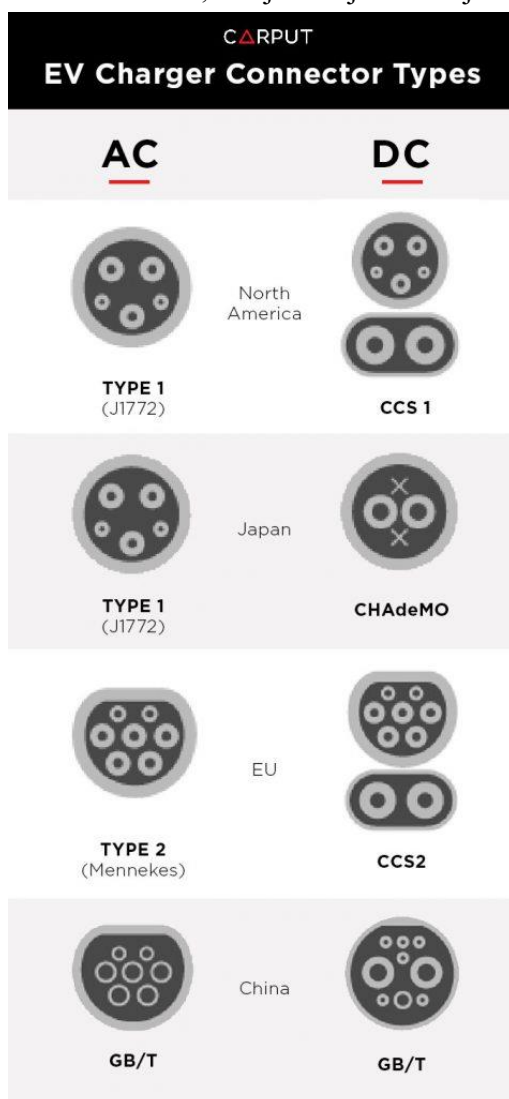 CARPUT
EV Charger Connector Types
AC
DC
North
America
TYPE 1
(J1772)
CCS 1
Japan
TYPE 1
(J1772)
CHAdeMO
EU
TYPE 2
(Mennekes)
CCS2
China
GB/T
GB/T